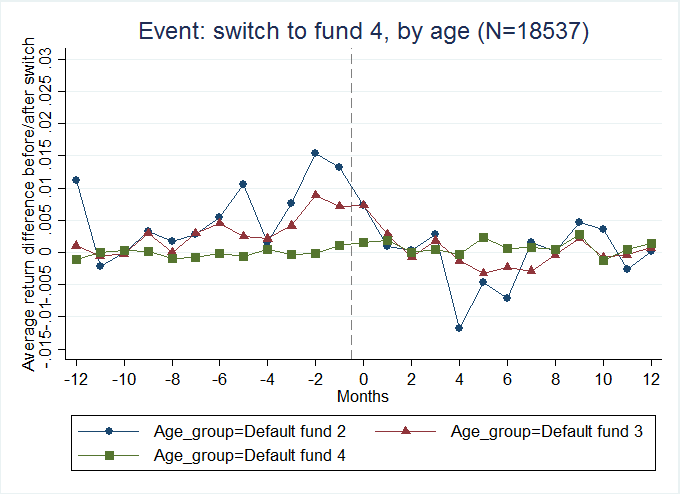 Event: switch to fund 4, by age (N=18537)
Average return difference before/after switch
.03
.025
.02
.015
.01
.005
0
-.005
-.01
-.015
-12 -10 -8 -6 -4 -2 0 2 4 6 8 10 12
Months
Age_group=Default fund 2 Age_group=Default fund 3
Age_group=Default fund 4